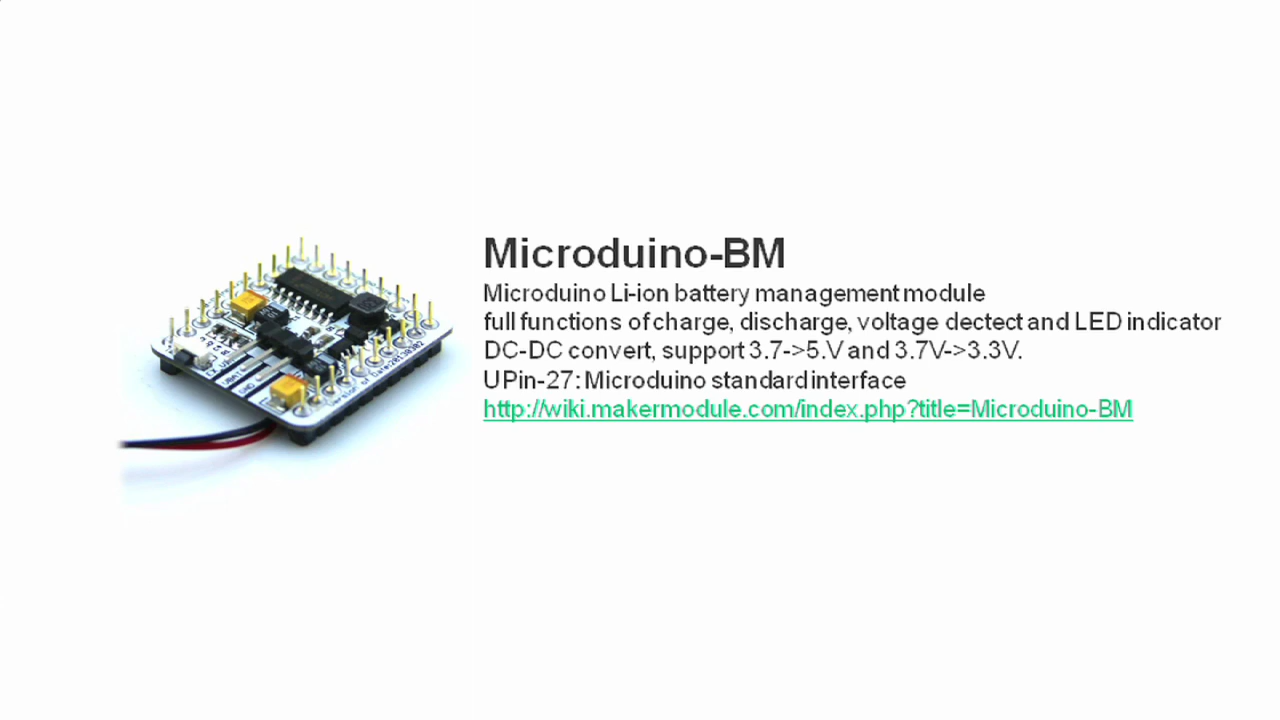 Microduino-BM
Microduino Li-ion battery management module
full functions of charge, discharge, voltage dectect and LED indicator
DC-DC convert, support 3.7->5.V and 3.7V->3.3V.
UPin-27: Microduino standard interface
http://wiki.makermodule.com/index.php?title=Microduino-BM